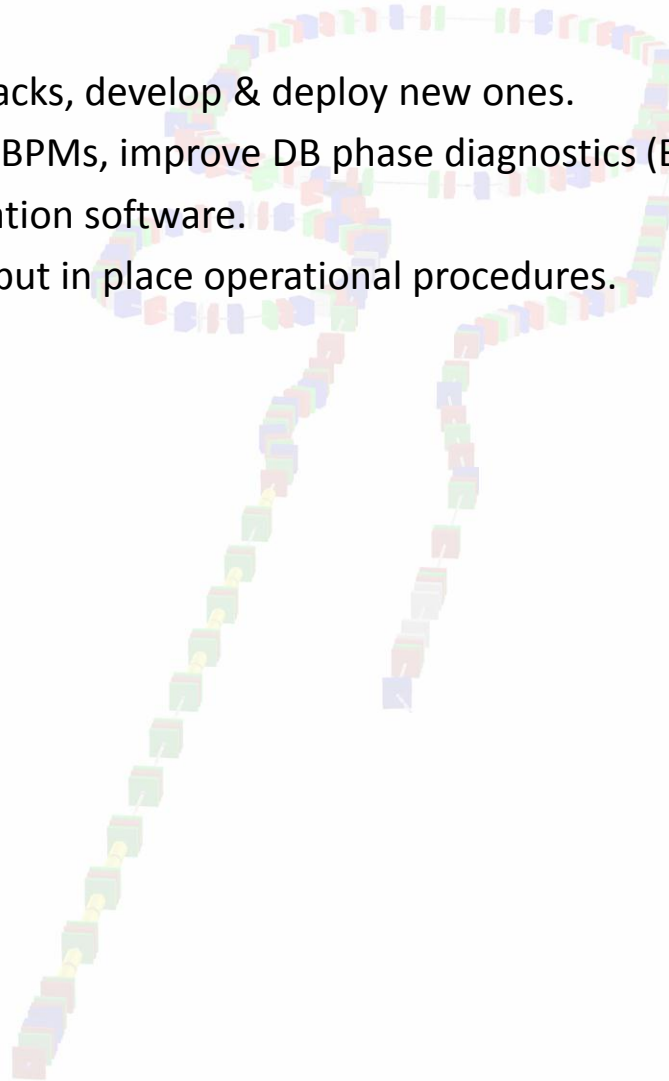 acks, develop & deploy new ones.
BPMs, improve DB phase diagnostics (B
ation software.
put in place operational procedures.